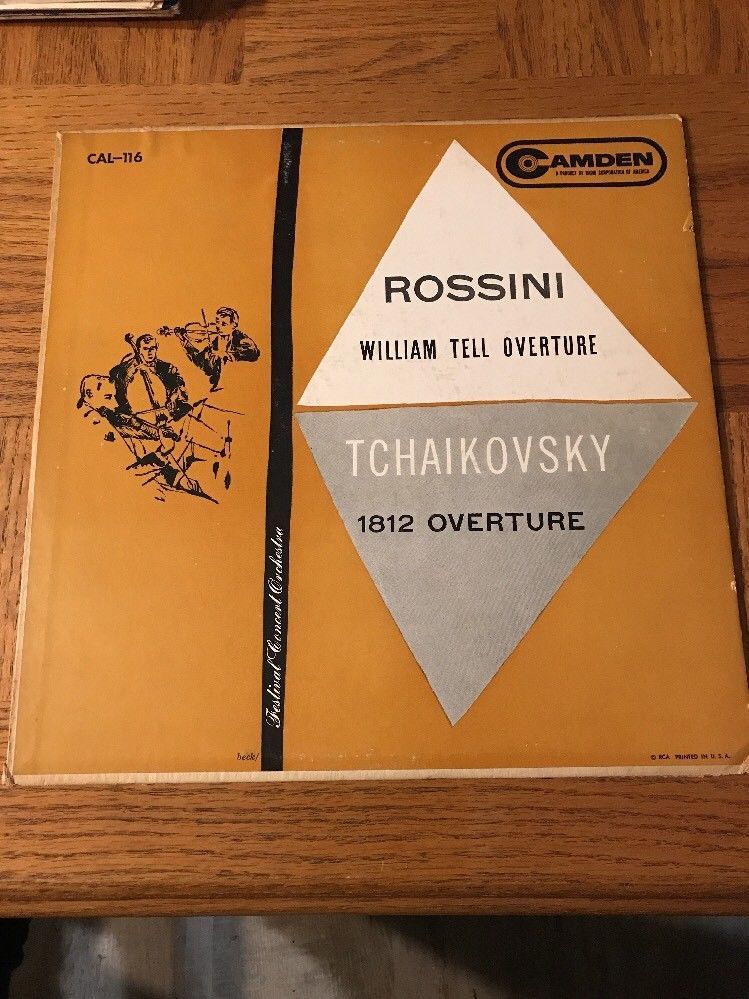 CAL-116
CAMDEN
A PRODUCT OF RADIO CORPORATION OF AMERICA
ROSSINI
WILLIAM TELL OVERTURE
TCHAIKOVSKY
1812 OVERTURE
Festival Concert Orchestra
beck/
© RCA PRINTED IN U. S. A.